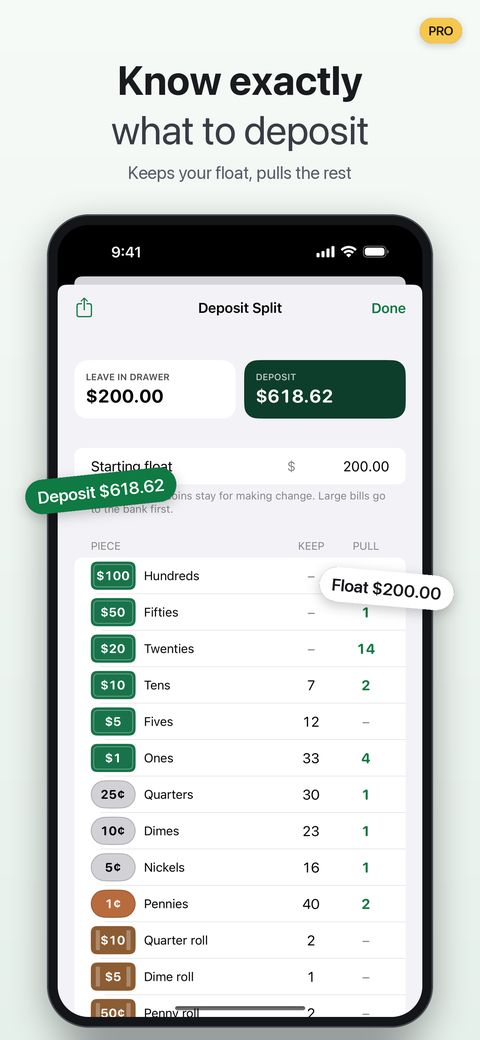 PRO
Know exactly
what to deposit
Keeps your float, pulls the rest
9:41
Deposit Split
Done
LEAVE IN DRAWER
$200.00
DEPOSIT
$618.62
Starting float
$ 200.00
Deposit $618.62
oins stay for making change. Large bills go
to the bank first.
PIECE KEEP PULL
$100 Hundreds –
Float $200.00
$50 Fifties 1
$20 Twenties – 14
$10 Tens 7 2
$5 Fives 12 –
$1 Ones 33 4
25¢ Quarters 30 1
10¢ Dimes 23 1
5¢ Nickels 16 1
1¢ Pennies 40 2
$10 Quarter roll 2 –
$5 Dime roll 1 –
50¢ Penny roll 2 –